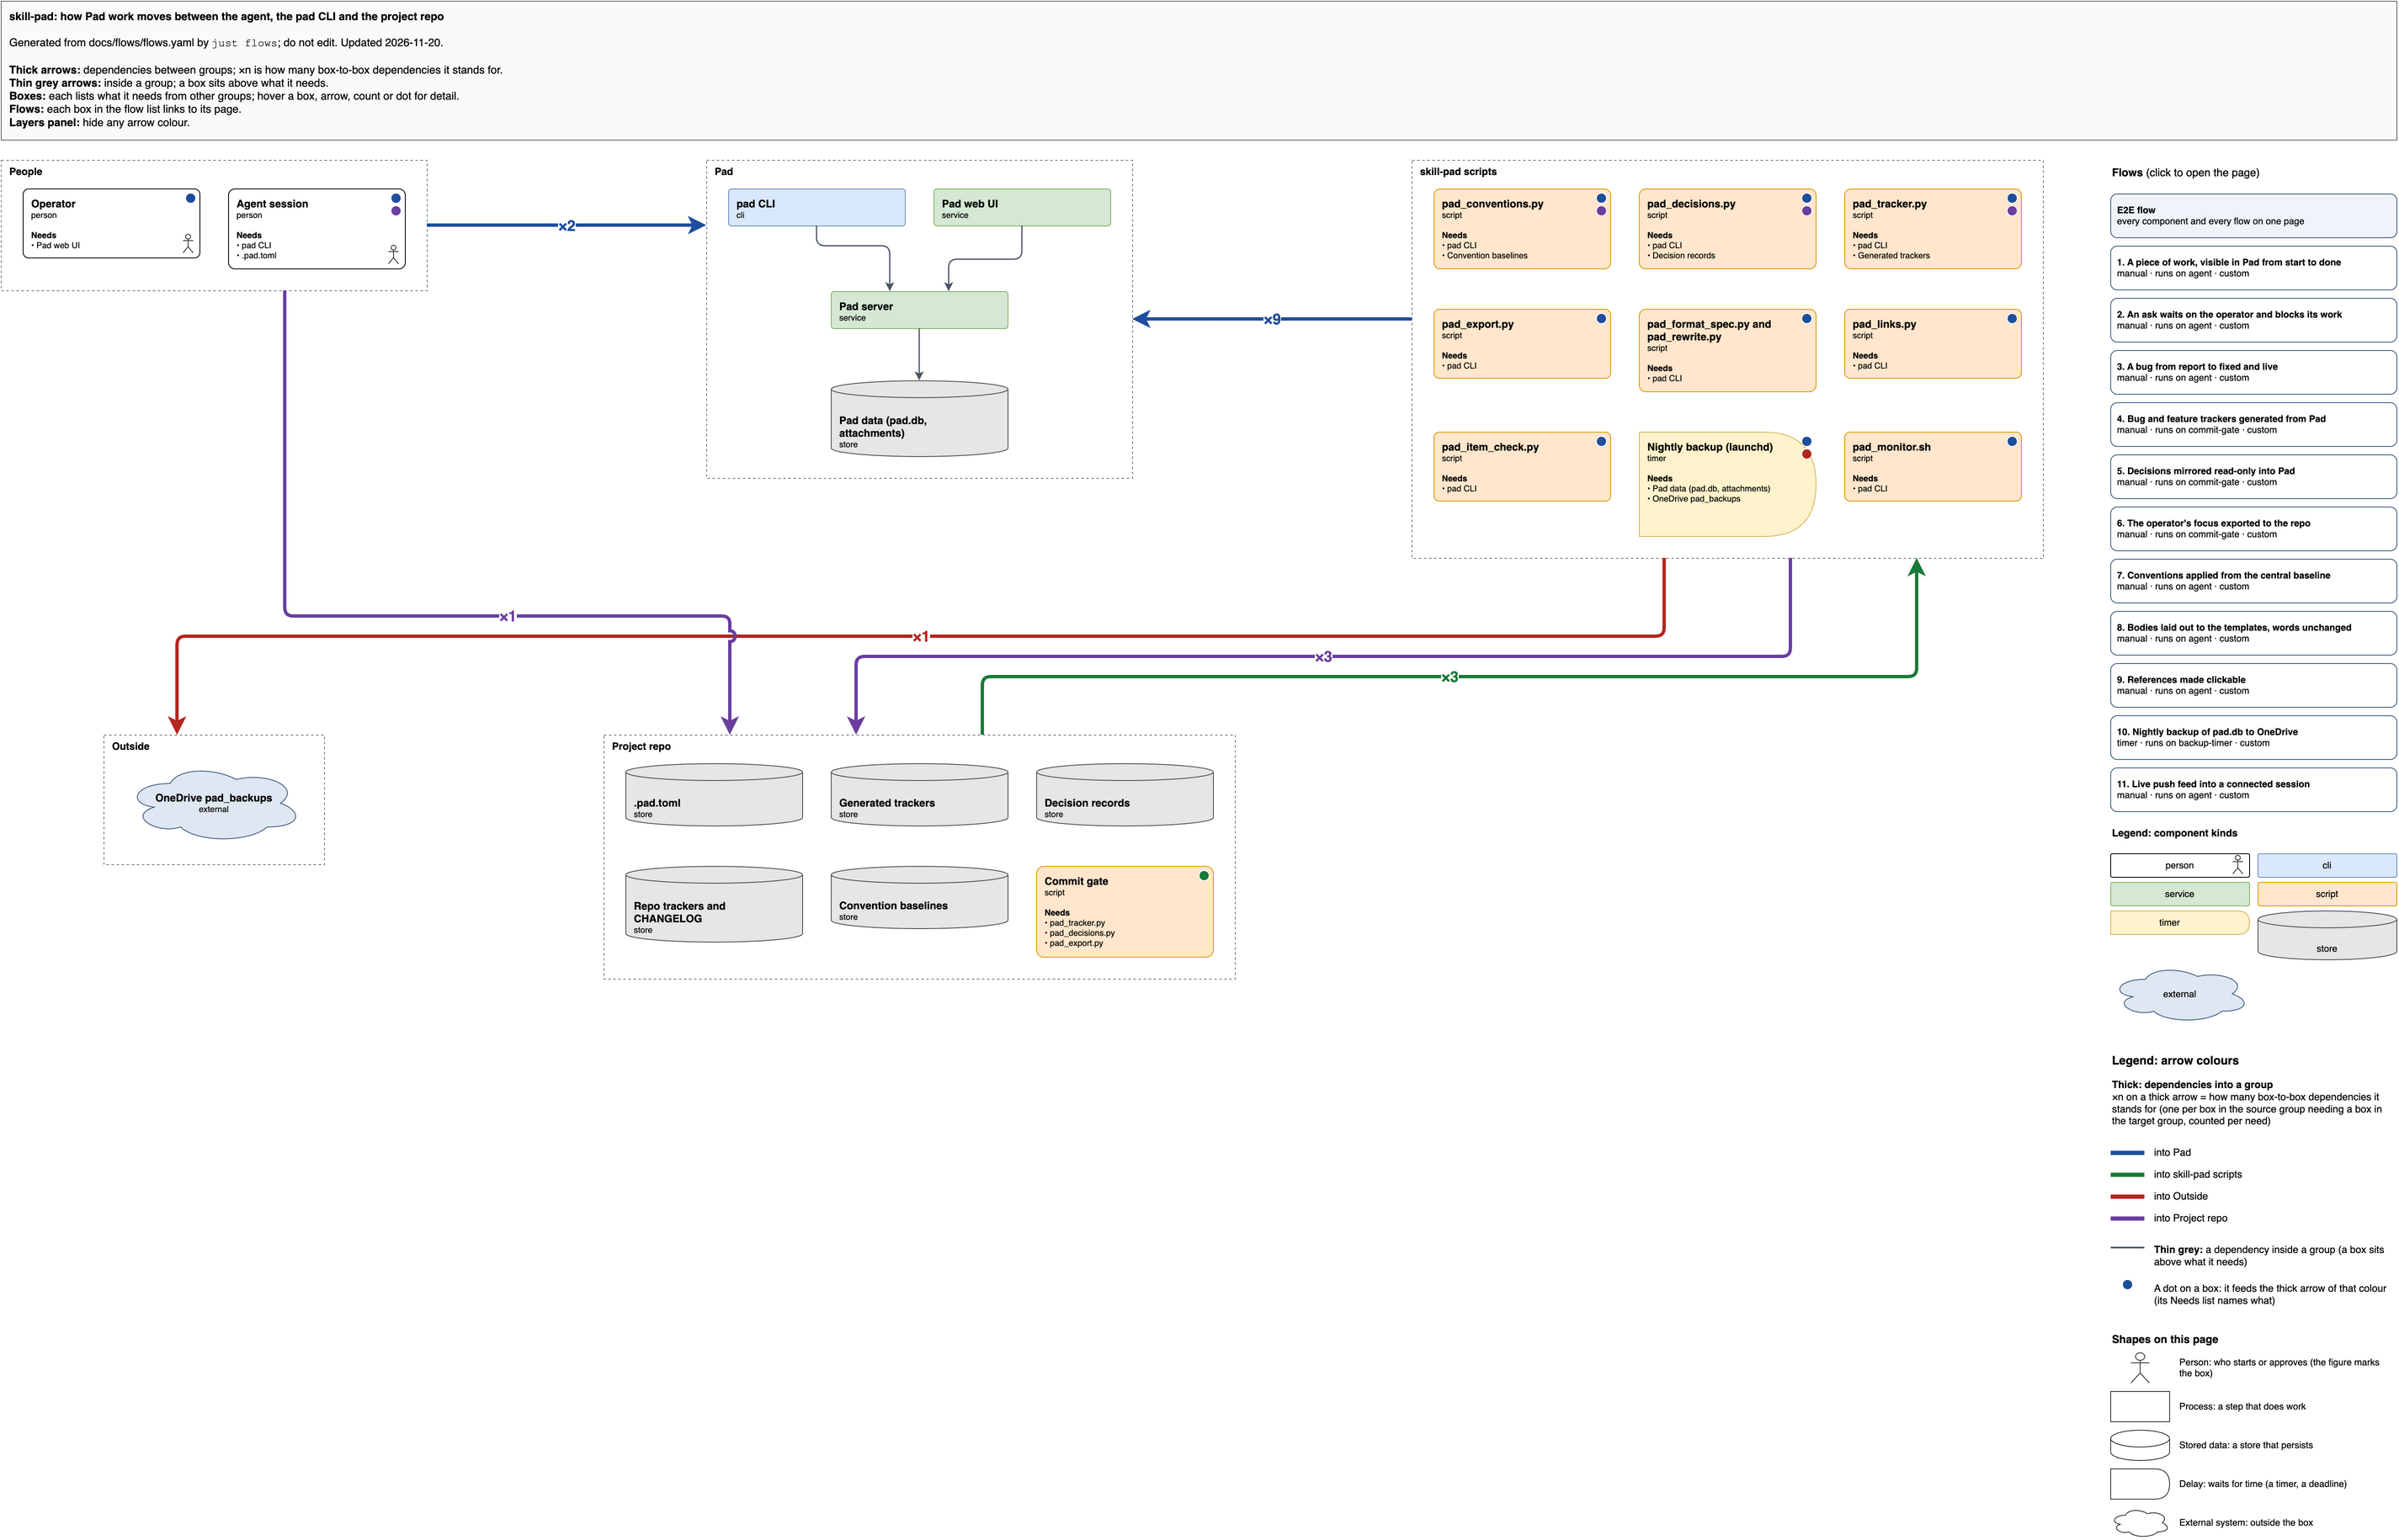 skill-pad: how Pad work moves between the agent, the pad CLI and the project repo
Generated from docs/flows/flows.yaml by just flows; do not edit. Updated 2026-11-20.
Thick arrows: dependencies between groups; ×n is how many box-to-box dependencies it stands for.
Thin grey arrows: inside a group; a box sits above what it needs.
Boxes: each lists what it needs from other groups; hover a box, arrow, count or dot for detail.
Flows: each box in the flow list links to its page.
Layers panel: hide any arrow colour.
People
Operator
person
Needs
• Pad web UI
Agent session
person
Needs
• pad CLI
• .pad.toml
×2
Pad
pad CLI
cli
Pad web UI
service
Pad server
service
Pad data (pad.db,
attachments)
store
×9
skill-pad scripts
pad_conventions.py
script
Needs
• pad CLI
• Convention baselines
pad_decisions.py
script
Needs
• pad CLI
• Decision records
pad_tracker.py
script
Needs
• pad CLI
• Generated trackers
pad_export.py
script
Needs
• pad CLI
pad_format_spec.py and
pad_rewrite.py
script
Needs
• pad CLI
pad_links.py
script
Needs
• pad CLI
pad_item_check.py
script
Needs
• pad CLI
Nightly backup (launchd)
timer
Needs
• Pad data (pad.db, attachments)
• OneDrive pad_backups
pad_monitor.sh
script
Needs
• pad CLI
×1
×1
×3
×3
Outside
OneDrive pad_backups
external
Project repo
.pad.toml
store
Generated trackers
store
Decision records
store
Repo trackers and
CHANGELOG
store
Convention baselines
store
Commit gate
script
Needs
• pad_tracker.py
• pad_decisions.py
• pad_export.py
Flows (click to open the page)
E2E flow
every component and every flow on one page
1. A piece of work, visible in Pad from start to done
manual · runs on agent · custom
2. An ask waits on the operator and blocks its work
manual · runs on agent · custom
3. A bug from report to fixed and live
manual · runs on agent · custom
4. Bug and feature trackers generated from Pad
manual · runs on commit-gate · custom
5. Decisions mirrored read-only into Pad
manual · runs on commit-gate · custom
6. The operator's focus exported to the repo
manual · runs on commit-gate · custom
7. Conventions applied from the central baseline
manual · runs on agent · custom
8. Bodies laid out to the templates, words unchanged
manual · runs on agent · custom
9. References made clickable
manual · runs on agent · custom
10. Nightly backup of pad.db to OneDrive
timer · runs on backup-timer · custom
11. Live push feed into a connected session
manual · runs on agent · custom
Legend: component kinds
person
cli
service
script
timer
store
external
Legend: arrow colours
Thick: dependencies into a group
×n on a thick arrow = how many box-to-box dependencies it
stands for (one per box in the source group needing a box in
the target group, counted per need)
into Pad
into skill-pad scripts
into Outside
into Project repo
Thin grey: a dependency inside a group (a box sits
above what it needs)
A dot on a box: it feeds the thick arrow of that colour
(its Needs list names what)
Shapes on this page
Person: who starts or approves (the figure marks
the box)
Process: a step that does work
Stored data: a store that persists
Delay: waits for time (a timer, a deadline)
External system: outside the box